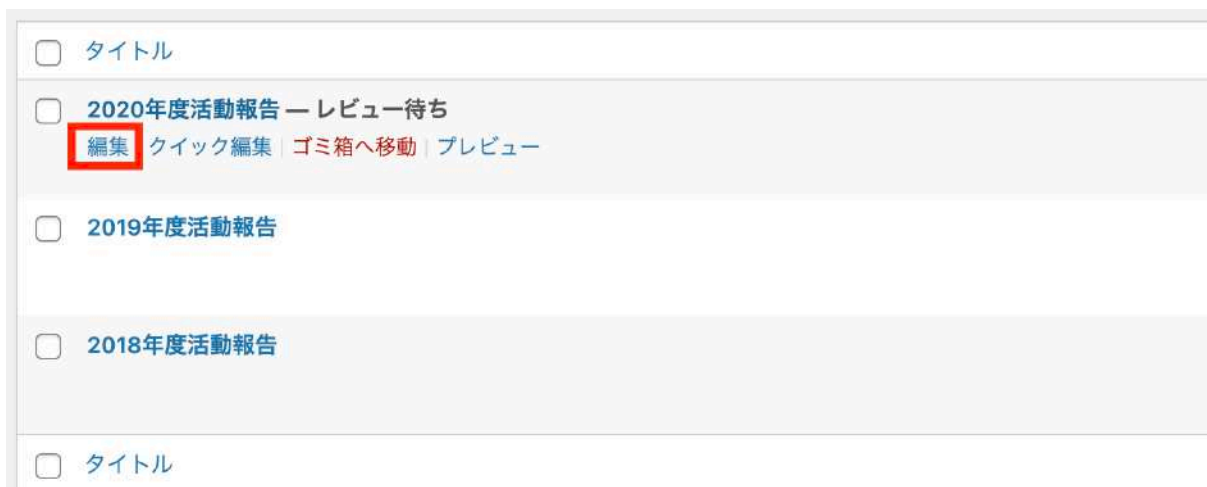 タイトル
2020年度活動報告 — レビュー待ち
編集 クイック編集 | ゴミ箱へ移動 | プレビュー
2019年度活動報告
2018年度活動報告
タイトル